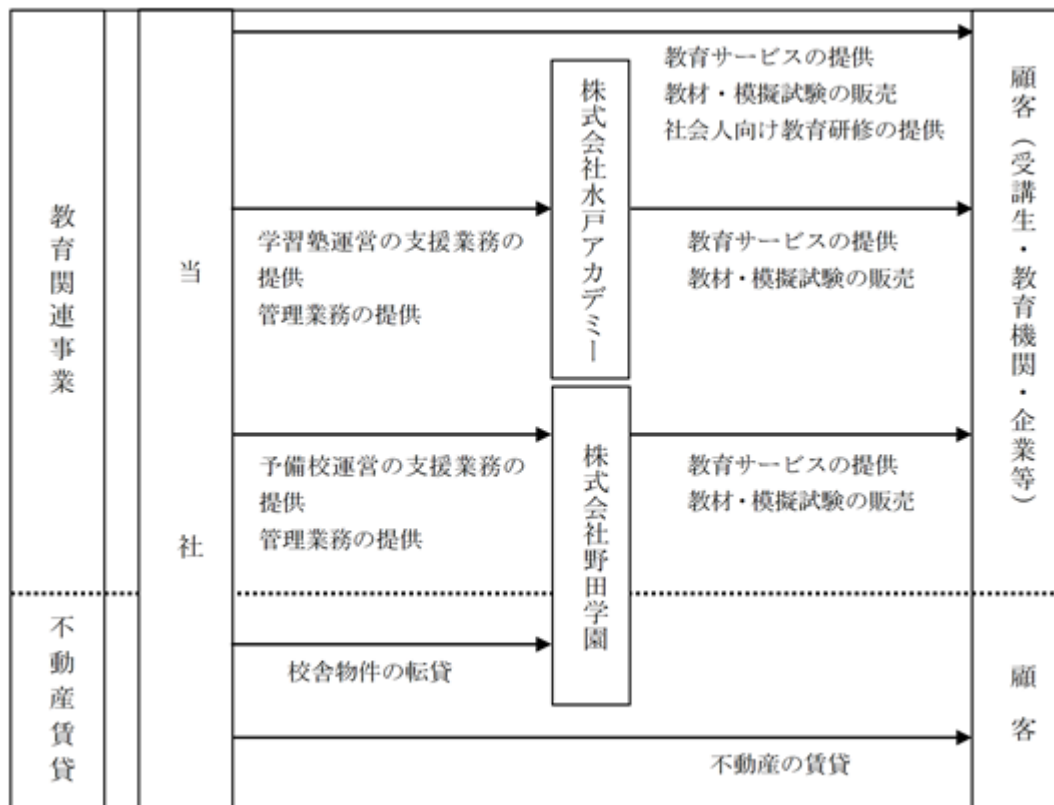 教育関連事業
不動産賃貸
当社
教育サービスの提供
教材・模擬試験の販売
社会人向け教育研修の提供
株式会社水戸アカデミー
学習塾運営の支援業務の
提供
管理業務の提供
教育サービスの提供
教材・模擬試験の販売
株式会社野田学園
予備校運営の支援業務の
提供
管理業務の提供
教育サービスの提供
教材・模擬試験の販売
校舎物件の転貸
不動産の賃貸
顧客（受講生・教育機関・企業等）
顧客